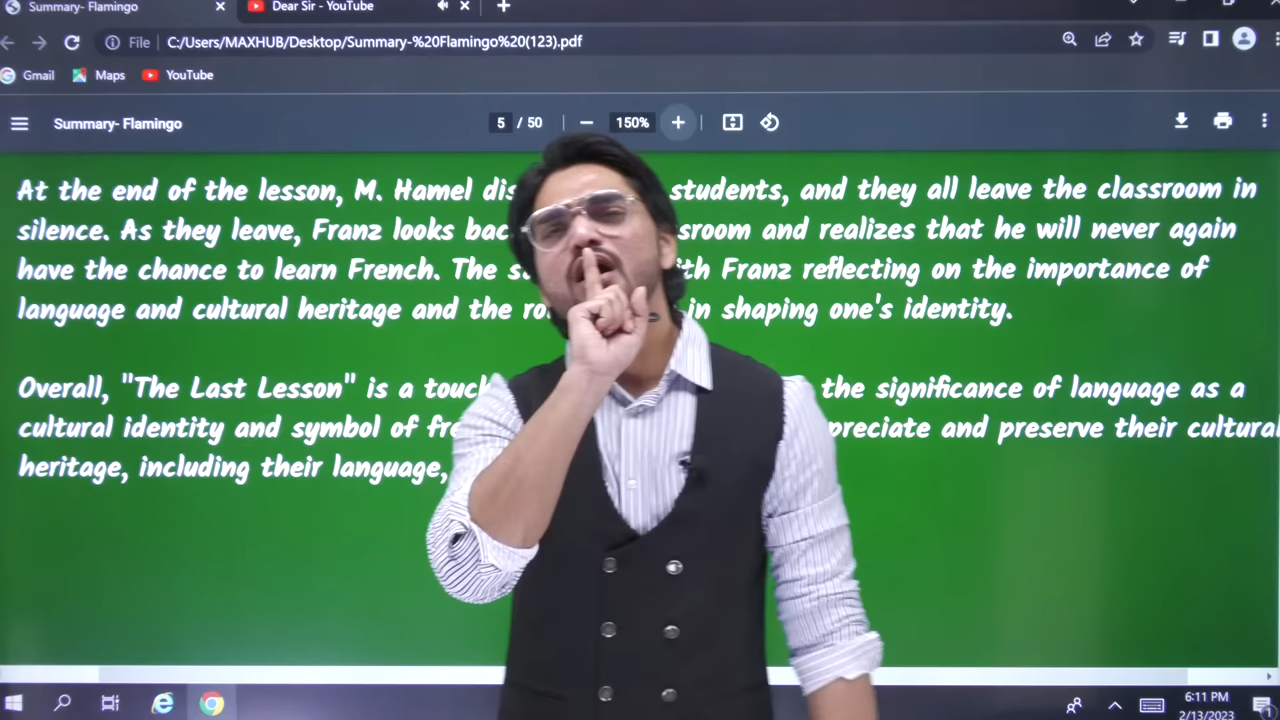 Summary- Flamingo
Dear Sir - YouTube
File C:/Users/MAXHUB/Desktop/Summary-%20Flamingo%20(123).pdf
Gmail Maps YouTube
Summary- Flamingo 5 / 50 150%
At the end of the lesson, M. Hamel dis students, and they all leave the classroom in
silence. As they leave, Franz looks bac sroom and realizes that he will never again
have the chance to learn French. The s ith Franz reflecting on the importance of
language and cultural heritage and the ro in shaping one's identity.
Overall, "The Last Lesson" is a touc the significance of language as a
cultural identity and symbol of fre preciate and preserve their cultural
heritage, including their language,
6:11 PM
2/13/2023